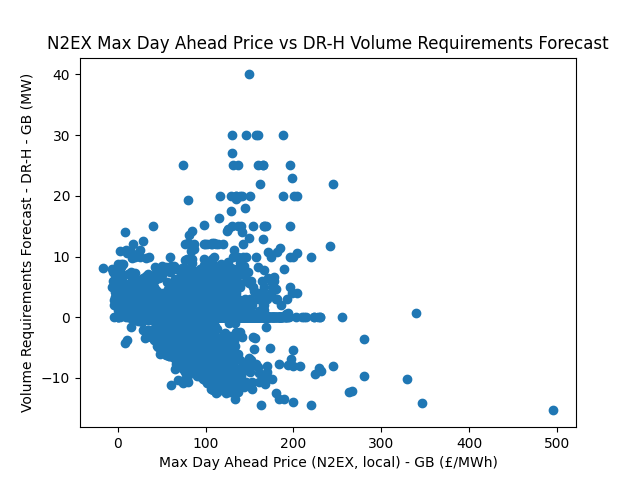 N2EX Max Day Ahead Price vs DR-H Volume Requirements Forecast
Volume Requirements Forecast - DR-H - GB (MW)
40
30
20
10
0
−10
0 100 200 300 400 500
Max Day Ahead Price (N2EX, local) - GB (£/MWh)